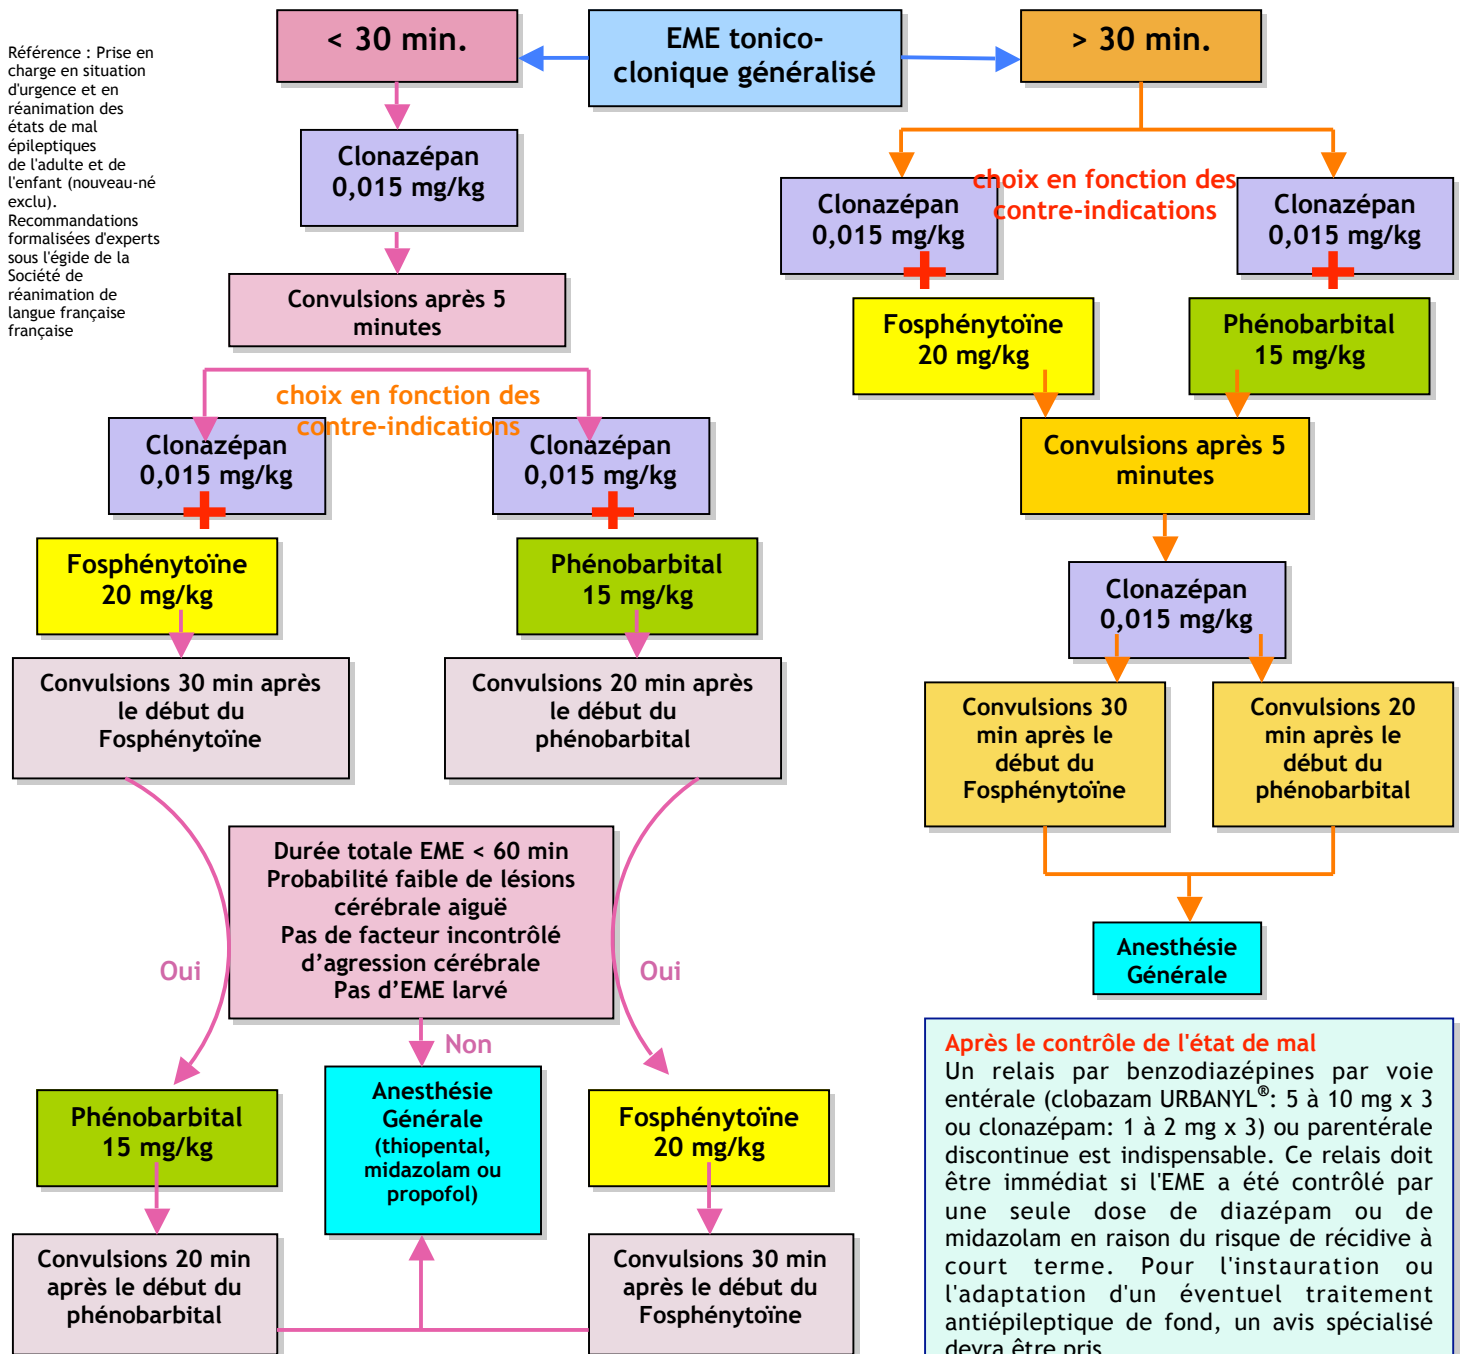 Référence : Prise en
charge en situation
d'urgence et en
réanimation des
états de mal
épileptiques
de l'adulte et de
l'enfant (nouveau-né
exclu).
Recommandations
formalisées d'experts
sous l'égide de la
Société de
réanimation de
langue française
française
< 30 min.
EME tonico-
clonique généralisé
> 30 min.
Clonazépan
0,015 mg/kg
Convulsions après 5
minutes
choix en fonction des
contre-indications
Clonazépan
0,015 mg/kg
Clonazépan
0,015 mg/kg
Fosphénytoïne
20 mg/kg
Phénobarbital
15 mg/kg
Convulsions 30 min après
le début du
Fosphénytoïne
Convulsions 20 min après
le début du
phénobarbital
Durée totale EME < 60 min
Probabilité faible de lésions
cérébrale aiguë
Pas de facteur incontrôlé
d’agression cérébrale
Pas d’EME larvé
Oui
Oui
Non
Phénobarbital
15 mg/kg
Anesthésie
Générale
(thiopental,
midazolam ou
propofol)
Fosphénytoïne
20 mg/kg
Convulsions 20 min
après le début du
phénobarbital
Convulsions 30 min
après le début du
Fosphénytoïne
choix en fonction des
contre-indications
Clonazépan
0,015 mg/kg
Clonazépan
0,015 mg/kg
Fosphénytoïne
20 mg/kg
Phénobarbital
15 mg/kg
Convulsions après 5
minutes
Clonazépan
0,015 mg/kg
Convulsions 30
min après le
début du
Fosphénytoïne
Convulsions 20
min après le
début du
phénobarbital
Anesthésie
Générale
Après le contrôle de l'état de mal
Un relais par benzodiazépines par voie
entérale (clobazam URBANYL®: 5 à 10 mg x 3
ou clonazépam: 1 à 2 mg x 3) ou parentérale
discontinue est indispensable. Ce relais doit
être immédiat si l'EME a été contrôlé par
une seule dose de diazépam ou de
midazolam en raison du risque de récidive à
court terme. Pour l'instauration ou
l'adaptation d'un éventuel traitement
antiépileptique de fond, un avis spécialisé
devra être pris